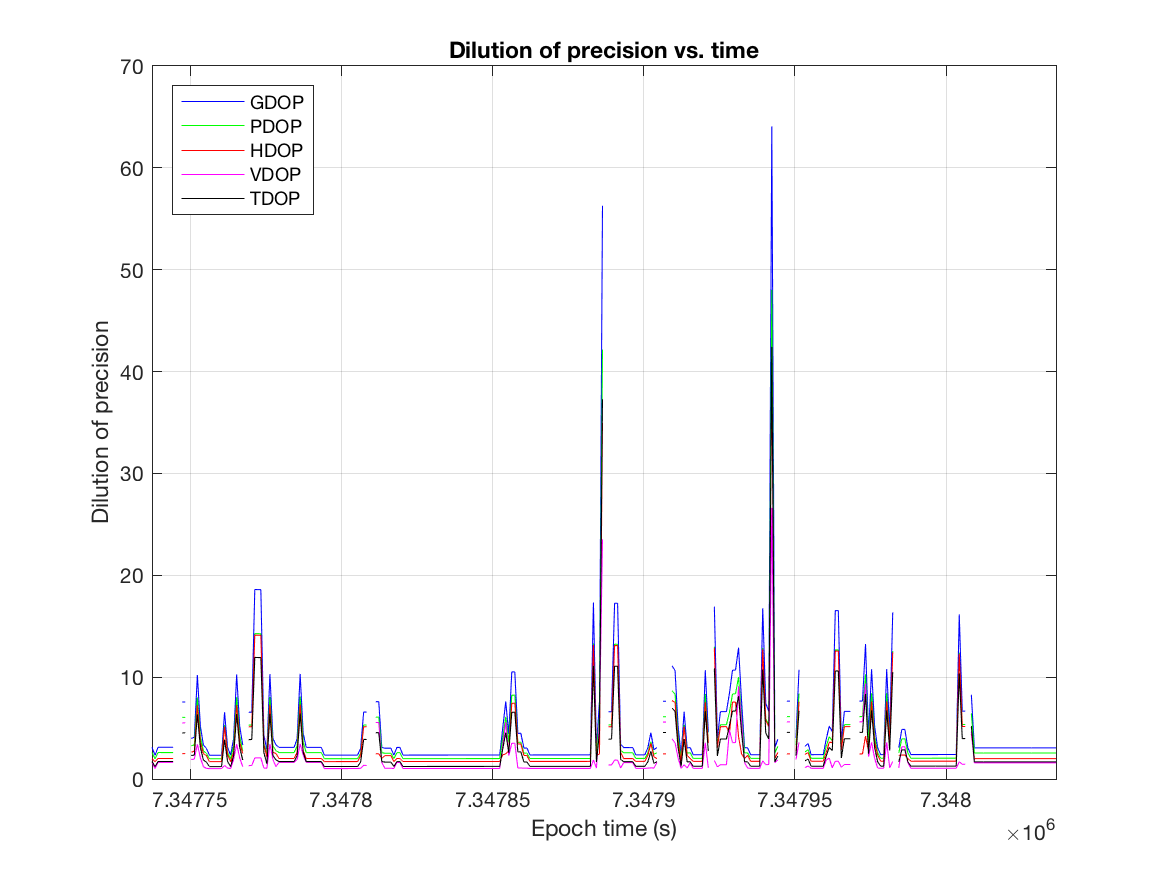 Dilution of precision vs. time
70
60
50
40
30
20
10
0
Dilution of precision
GDOP
PDOP
HDOP
VDOP
TDOP
7.34775 7.3478 7.34785 7.3479 7.34795 7.348
Epoch time (s)
×10^6